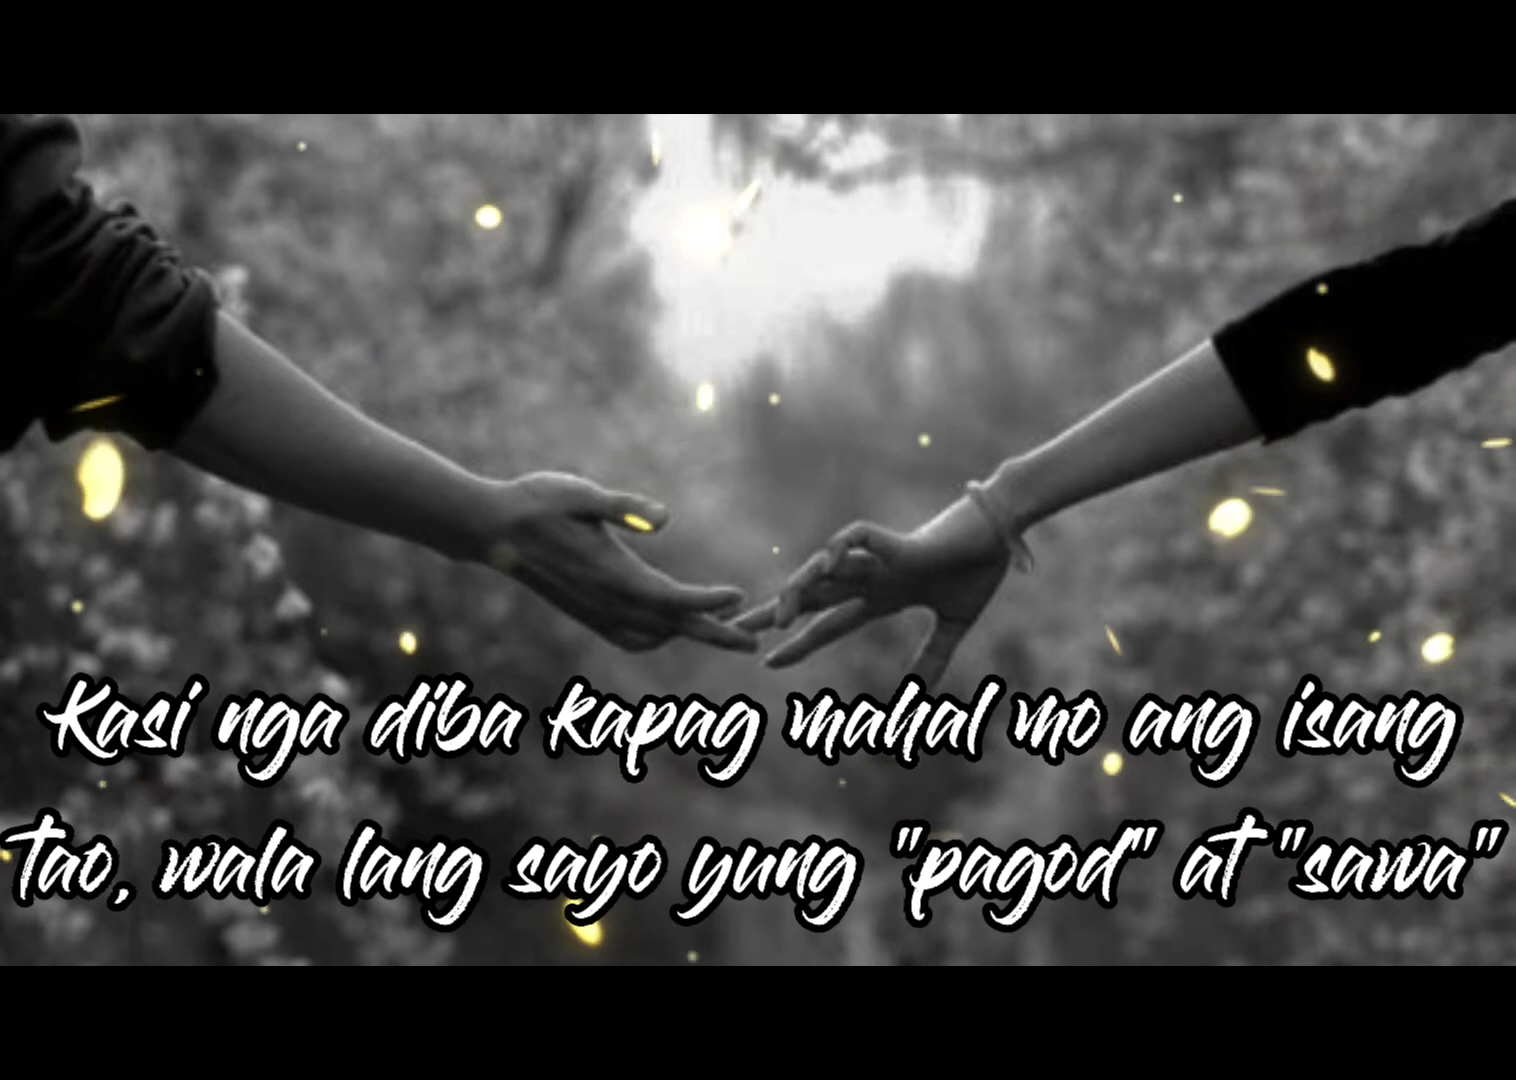 Kasi nga diba kapag mahal mo ang isang
tao, wala lang sayo yung "pagod" at "sawa"